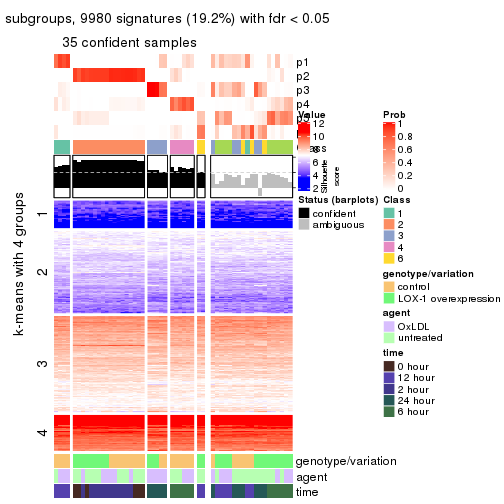 subgroups, 9980 signatures (19.2%) with fdr < 0.05
35 confident samples
p1
p2
p3
p4
Value
12
10
8
6
4
2
Silhouette
score
Prob
1
0.8
0.6
0.4
0.2
0
Status (barplots)
confident
ambiguous
Class
1
2
3
4
6
genotype/variation
control
LOX-1 overexpression
agent
OxLDL
untreated
time
0 hour
12 hour
2 hour
24 hour
6 hour
k-means with 4 groups
1
2
3
4
genotype/variation
agent
time